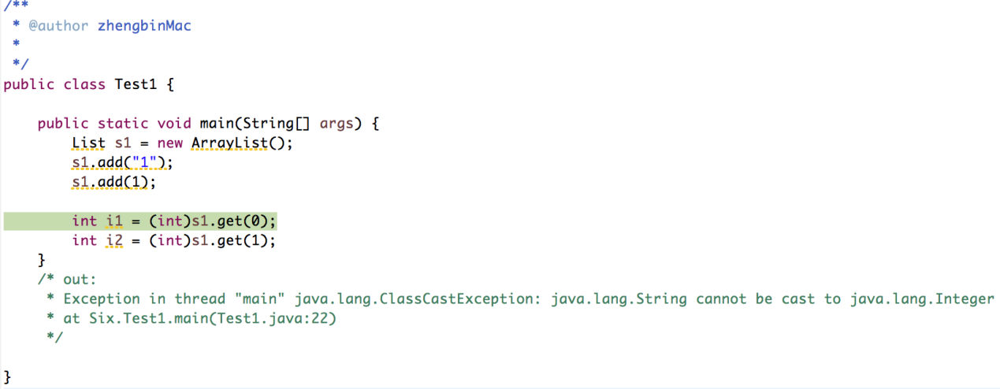 /**
 * @author zhengbinMac
 *
 */
public class Test1 {
    public static void main(String[] args) {
        List s1 = new ArrayList();
        s1.add("1");
        s1.add(1);
        int i1 = (int)s1.get(0);
        int i2 = (int)s1.get(1);
    }
    /* out:
     * Exception in thread "main" java.lang.ClassCastException: java.lang.String cannot be cast to java.lang.Integer
     * at Six.Test1.main(Test1.java:22)
     */
}